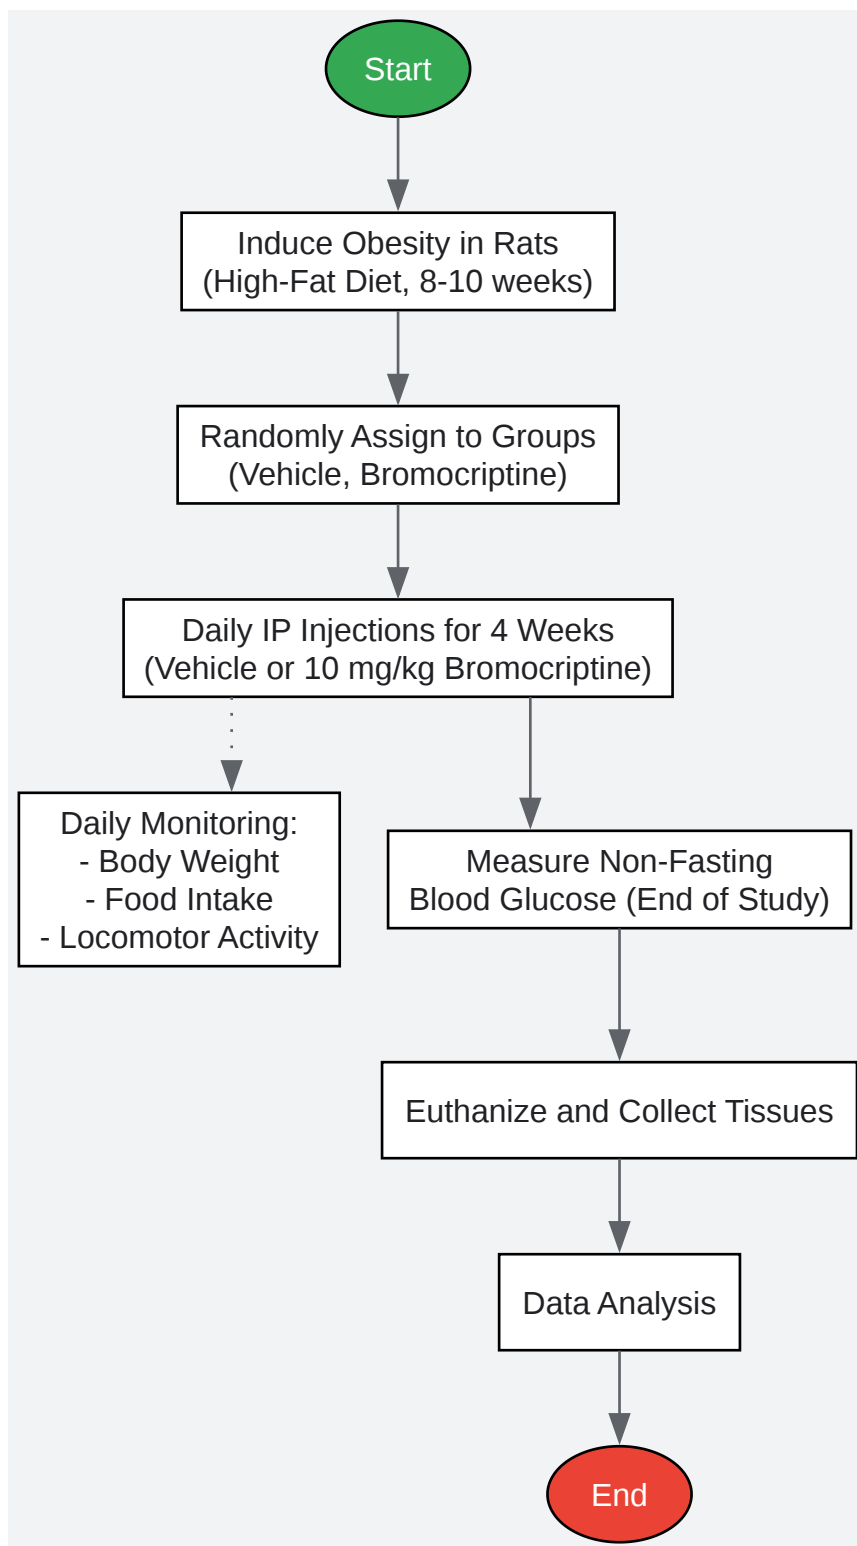 Start
Induce Obesity in Rats
(High-Fat Diet, 8-10 weeks)
Randomly Assign to Groups
(Vehicle, Bromocriptine)
Daily IP Injections for 4 Weeks
(Vehicle or 10 mg/kg Bromocriptine)
Daily Monitoring:
- Body Weight
- Food Intake
- Locomotor Activity
Measure Non-Fasting
Blood Glucose (End of Study)
Euthanize and Collect Tissues
Data Analysis
End